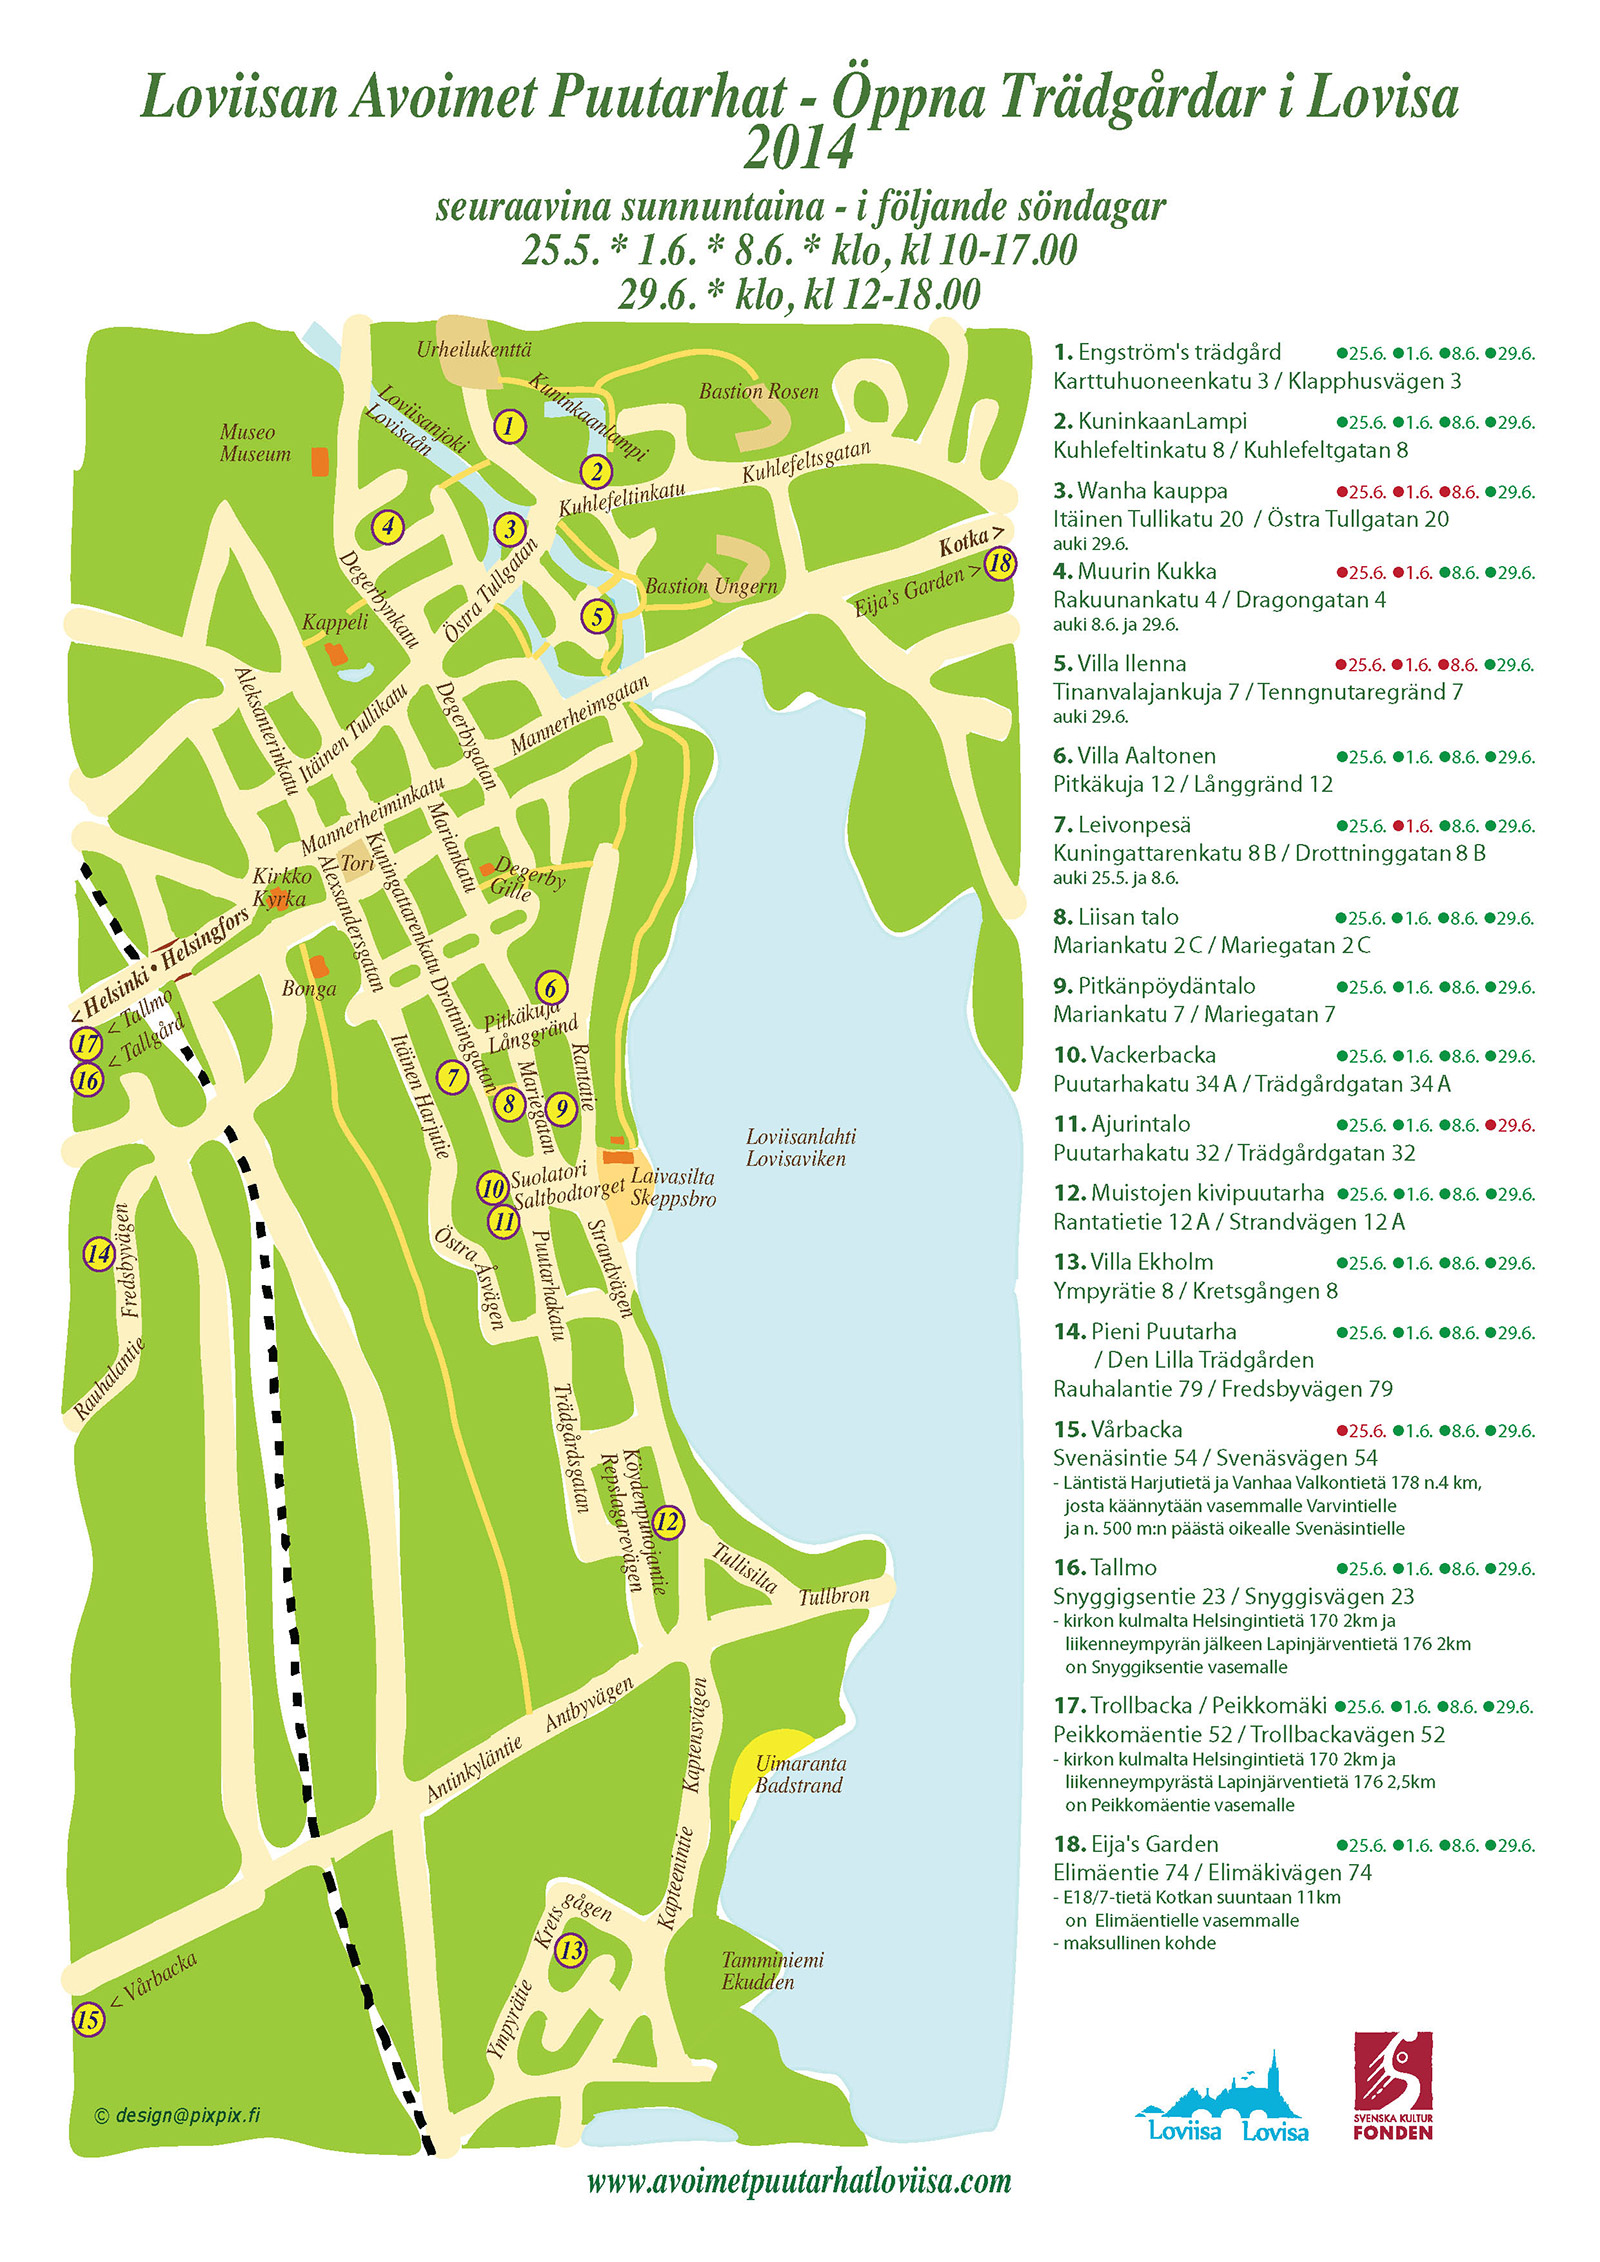 Loviisan Avoimet Puutarhat - Öppna Trädgårdar i Lovisa
2014
seuraavina sunnuntaina - i följande söndagar
25.5. * 1.6. * 8.6. * klo, kl 10-17.00
29.6. * klo, kl 12-18.00
Urheilukenttä
Bastion Rosen
Kuninkaanlampi
Loviisanjoki
Lovisaån
Museo
Museum
1
2
Kuhlefeltsgatan
Kuhlefeltinkatu
3
4
Kotka >
18
Eija's Garden >
Bastion Ungern
Östra Tullgatan
Degerbynkatu
5
Kappeli
Aleksanterinkatu
Itäinen Tullikatu
Degerbygatan
Mannerheimgatan
Mannerheiminkatu
Mariankatu
Tori
Kuningattarenkatu
Alexsandersgatan
Kirkko
Kyrka
Degerby
Gille
< Helsinki • Helsingfors
Bonga
< Tallmo
17
< Tallgård
16
6
Pitkäkuja
Långgränd
Drottninggatan
Itäinen Harjutie
Rantatie
Mariegatan
7
8
9
Loviisanlahti
Lovisaviken
10
Suolatori
Saltbodtorget
Laivasilta
Skeppsbro
11
14
Fredsbyvägen
Östra Åsvägen
Puutarhakatu
Strandvägen
Rauhalantie
Trädgårdsgatan
Köydenpunojantie
Repslagarevägen
12
Tullisilta
Tullbron
Antbyvägen
Antinkyläntie
Kaptensvägen
Uimaranta
Badstrand
Kapteenintie
Krets
gågen
13
Ympyrätie
Tamminiemi
Ekudden
< Vårbacka
15
© design@pixpix.fi
1. Engström's trädgård ●25.6. ●1.6. ●8.6. ●29.6.
Karttuhuoneenkatu 3 / Klapphusvägen 3
2. KuninkaanLampi ●25.6. ●1.6. ●8.6. ●29.6.
Kuhlefeltinkatu 8 / Kuhlefeltgatan 8
3. Wanha kauppa ●25.6. ●1.6. ●8.6. ●29.6.
Itäinen Tullikatu 20 / Östra Tullgatan 20
auki 29.6.
4. Muurin Kukka ●25.6. ●1.6. ●8.6. ●29.6.
Rakuunankatu 4 / Dragongatan 4
auki 8.6. ja 29.6.
5. Villa Ilenna ●25.6. ●1.6. ●8.6. ●29.6.
Tinanvalajankuja 7 / Tenngnutaregränd 7
auki 29.6.
6. Villa Aaltonen ●25.6. ●1.6. ●8.6. ●29.6.
Pitkäkuja 12 / Långgränd 12
7. Leivonpesä ●25.6. ●1.6. ●8.6. ●29.6.
Kuningattarenkatu 8 B / Drottninggatan 8 B
auki 25.5. ja 8.6.
8. Liisan talo ●25.6. ●1.6. ●8.6. ●29.6.
Mariankatu 2 C / Mariegatan 2 C
9. Pitkänpöydäntalo ●25.6. ●1.6. ●8.6. ●29.6.
Mariankatu 7 / Mariegatan 7
10. Vackerbacka ●25.6. ●1.6. ●8.6. ●29.6.
Puutarhakatu 34 A / Trädgårdgatan 34 A
11. Ajurintalo ●25.6. ●1.6. ●8.6. ●29.6.
Puutarhakatu 32 / Trädgårdgatan 32
12. Muistojen kivipuutarha ●25.6. ●1.6. ●8.6. ●29.6.
Rantatietie 12 A / Strandvägen 12 A
13. Villa Ekholm ●25.6. ●1.6. ●8.6. ●29.6.
Ympyrätie 8 / Kretsgången 8
14. Pieni Puutarha ●25.6. ●1.6. ●8.6. ●29.6.
/ Den Lilla Trädgården
Rauhalantie 79 / Fredsbyvägen 79
15. Vårbacka ●25.6. ●1.6. ●8.6. ●29.6.
Svenäsintie 54 / Svenäsvägen 54
- Läntistä Harjutietä ja Vanhaa Valkontietä 178 n.4 km,
josta käännytään vasemmalle Varvintielle
ja n. 500 m:n päästä oikealle Svenäsintielle
16. Tallmo ●25.6. ●1.6. ●8.6. ●29.6.
Snyggigsentie 23 / Snyggisvägen 23
- kirkon kulmalta Helsingintietä 170 2km ja
liikenneympyrän jälkeen Lapinjärventietä 176 2km
on Snyggiksentie vasemalle
17. Trollbacka / Peikkomäki ●25.6. ●1.6. ●8.6. ●29.6.
Peikkomäentie 52 / Trollbackavägen 52
- kirkon kulmalta Helsingintietä 170 2km ja
liikenneympyrästä Lapinjärventietä 176 2,5km
on Peikkomäentie vasemalle
18. Eija's Garden ●25.6. ●1.6. ●8.6. ●29.6.
Elimäentie 74 / Elimäkivägen 74
- E18/7-tietä Kotkan suuntaan 11km
on Elimäentielle vasemmalle
- maksullinen kohde
Loviisa Lovisa
SVENSKA KULTUR
FONDEN
www.avoimetpuutarhatloviisa.com